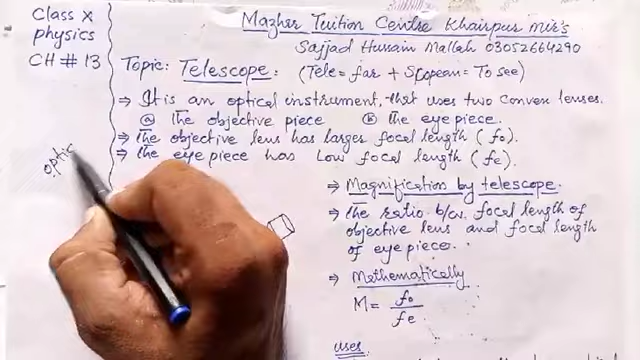 Class X
physics
CH # 13
Mazher Tuition Centre Khairpur Mir's
Sajjad Hussain Mallah 03052664290
Topic: Telescope: (Tele = far + Scopean = To see)
⇒ It is an optical instrument, that uses two convex lenses.
ⓐ The objective piece ⓑ the eye piece.
⇒ The objective lens has larger focal length (fo).
⇒ The eye piece has Low focal length (fe).
optic
⇒ Magnification by telescope.
⇒ The ratio b/w focal length of
objective lens and focal length
of eye piece.
⇒ Methematically
M = fo/fe
uses